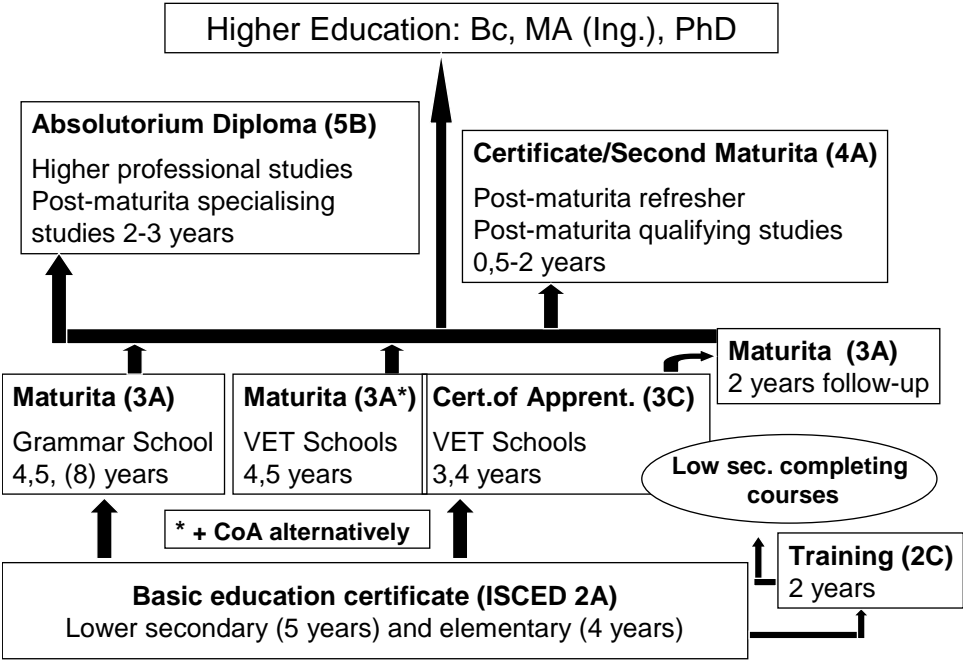 Higher Education: Bc, MA (Ing.), PhD
Absolutorium Diploma (5B)
Higher professional studies
Post-maturita specialising
studies 2-3 years
Certificate/Second Maturita (4A)
Post-maturita refresher
Post-maturita qualifying studies
0,5-2 years
Maturita (3A)
Grammar School
4,5, (8) years
Maturita (3A*)
VET Schools
4,5 years
Cert.of Apprent. (3C)
VET Schools
3,4 years
Maturita (3A)
2 years follow-up
Low sec. completing
courses
* + CoA alternatively
Training (2C)
2 years
Basic education certificate (ISCED 2A)
Lower secondary (5 years) and elementary (4 years)